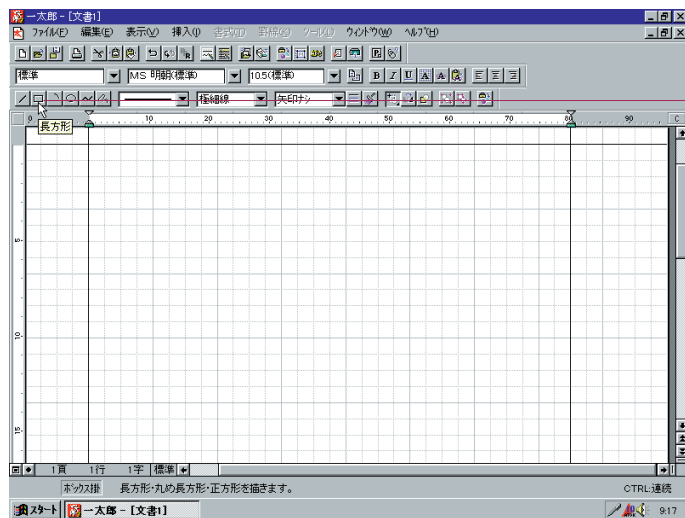 一太郎 - [文書1]
ファイル(F) 編集(E) 表示(V) 挿入(I) 書式(T) 罫線(K) ツール(L) ウィンドウ(W) ヘルプ(H)
標準 MS 明朝(標準) 10.5(標準) B I U A A
極細線 矢印ナシ
長方形
0 10 20 30 40 50 60 70 80 90 C
5
10
15
1頁 1行 1字 標準
ボックス掛 長方形・丸め長方形・正方形を描きます。 CTRL:連続
スタート 一太郎 - [文書1] 9:17